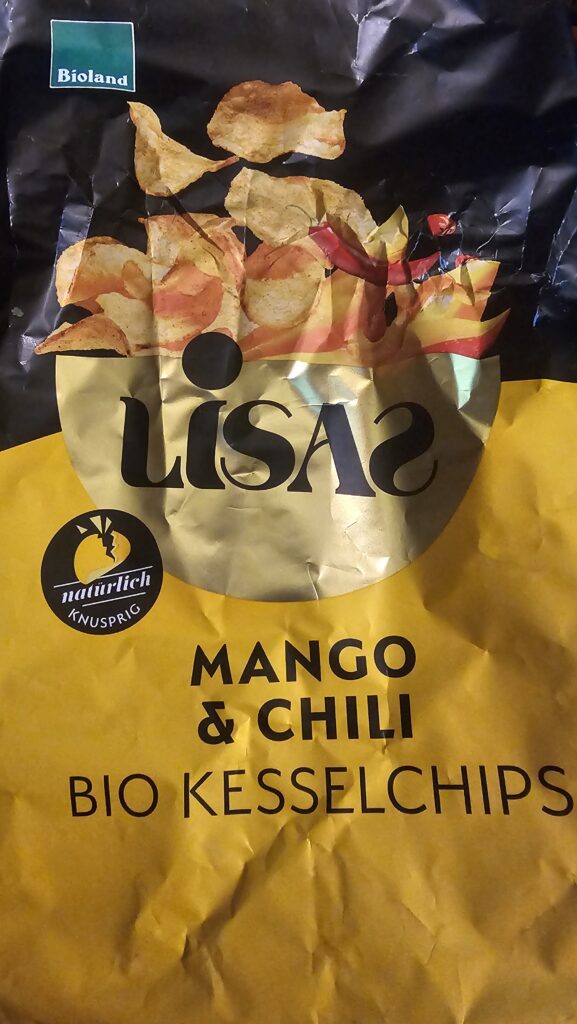 Bioland
LiSAS
natürlich
KNUSPRIG
MANGO
& CHILI
BIO KESSELCHIPS